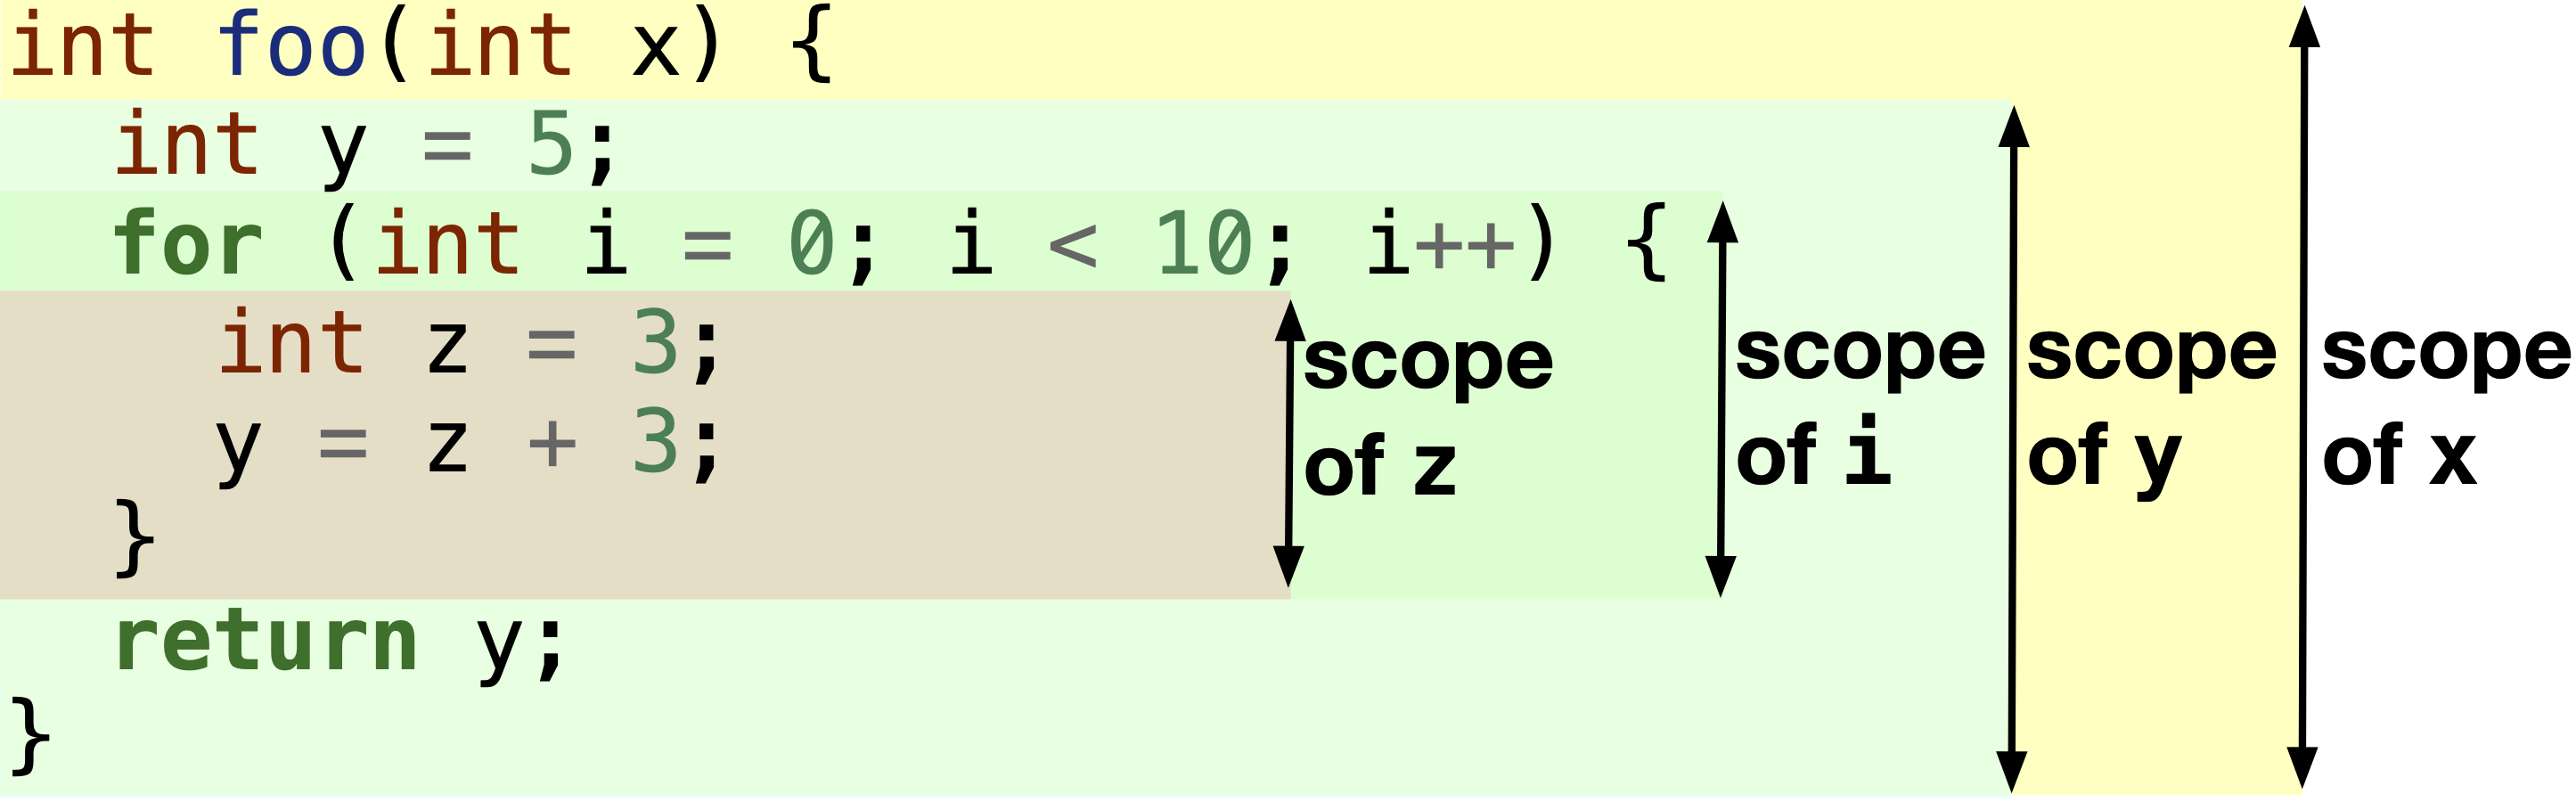 int foo(int x) {
int y = 5;
for (int i = 0; i < 10; i++) {
int z = 3;
y = z + 3;
}
return y;
}
scope
of z
scope
of i
scope
of y
scope
of x